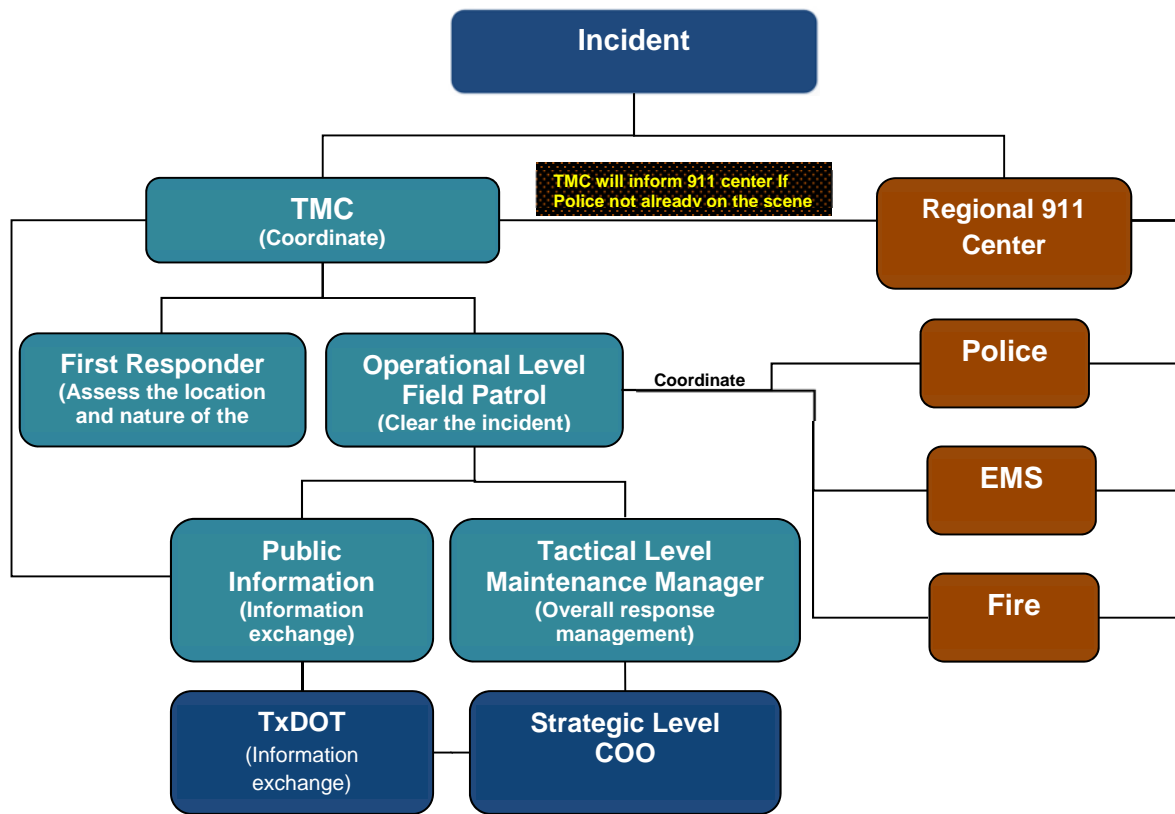 Incident
TMC
(Coordinate)
TMC will inform 911 center If
Police not already on the scene
Regional 911
Center
First Responder
(Assess the location
and nature of the
Operational Level
Field Patrol
(Clear the incident)
Coordinate
Police
EMS
Fire
Public
Information
(Information
exchange)
Tactical Level
Maintenance Manager
(Overall response
management)
TxDOT
(Information
exchange)
Strategic Level
COO